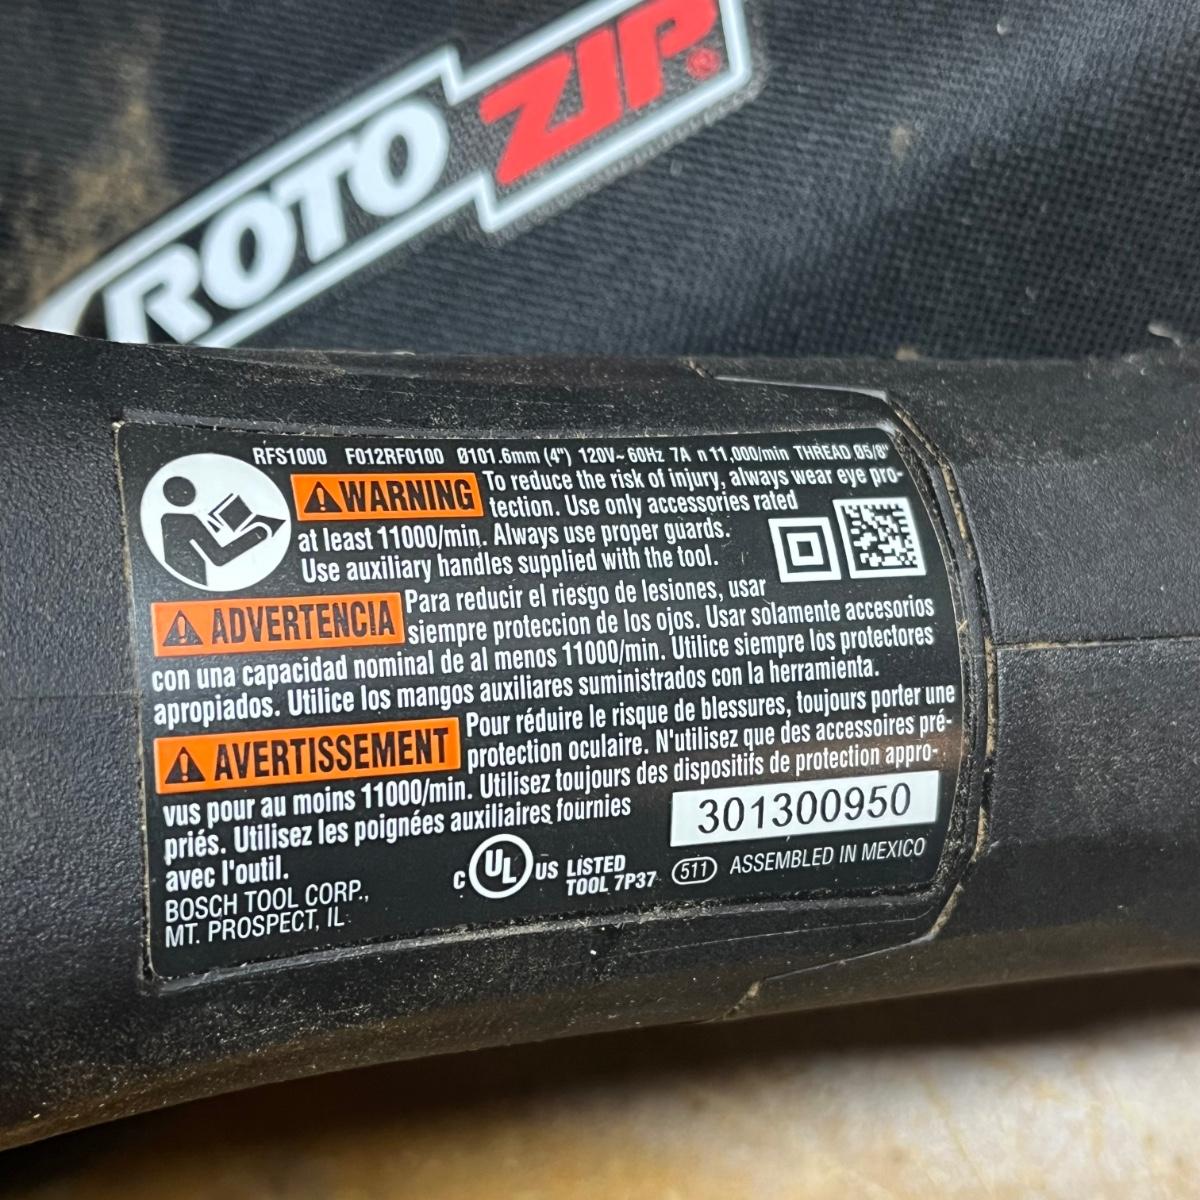 ROTO ZIP®
RFS1000 F012RF0100 Ø101.6mm (4") 120V~ 60Hz 7A n 11,000/min THREAD Ø5/8"
WARNING To reduce the risk of injury, always wear eye pro-
tection. Use only accessories rated
at least 11000/min. Always use proper guards.
Use auxiliary handles supplied with the tool.
ADVERTENCIA Para reducir el riesgo de lesiones, usar
siempre proteccion de los ojos. Usar solamente accesorios
con una capacidad nominal de al menos 11000/min. Utilice siempre los protectores
apropiados. Utilice los mangos auxiliares suministrados con la herramienta.
AVERTISSEMENT Pour réduire le risque de blessures, toujours porter une
protection oculaire. N'utilisez que des accessoires pré-
vus pour au moins 11000/min. Utilisez toujours des dispositifs de protection appro-
priés. Utilisez les poignées auxiliaires fournies
avec l'outil.
301300950
BOSCH TOOL CORP.,
MT. PROSPECT, IL
C UL US LISTED
TOOL 7P37
511 ASSEMBLED IN MEXICO